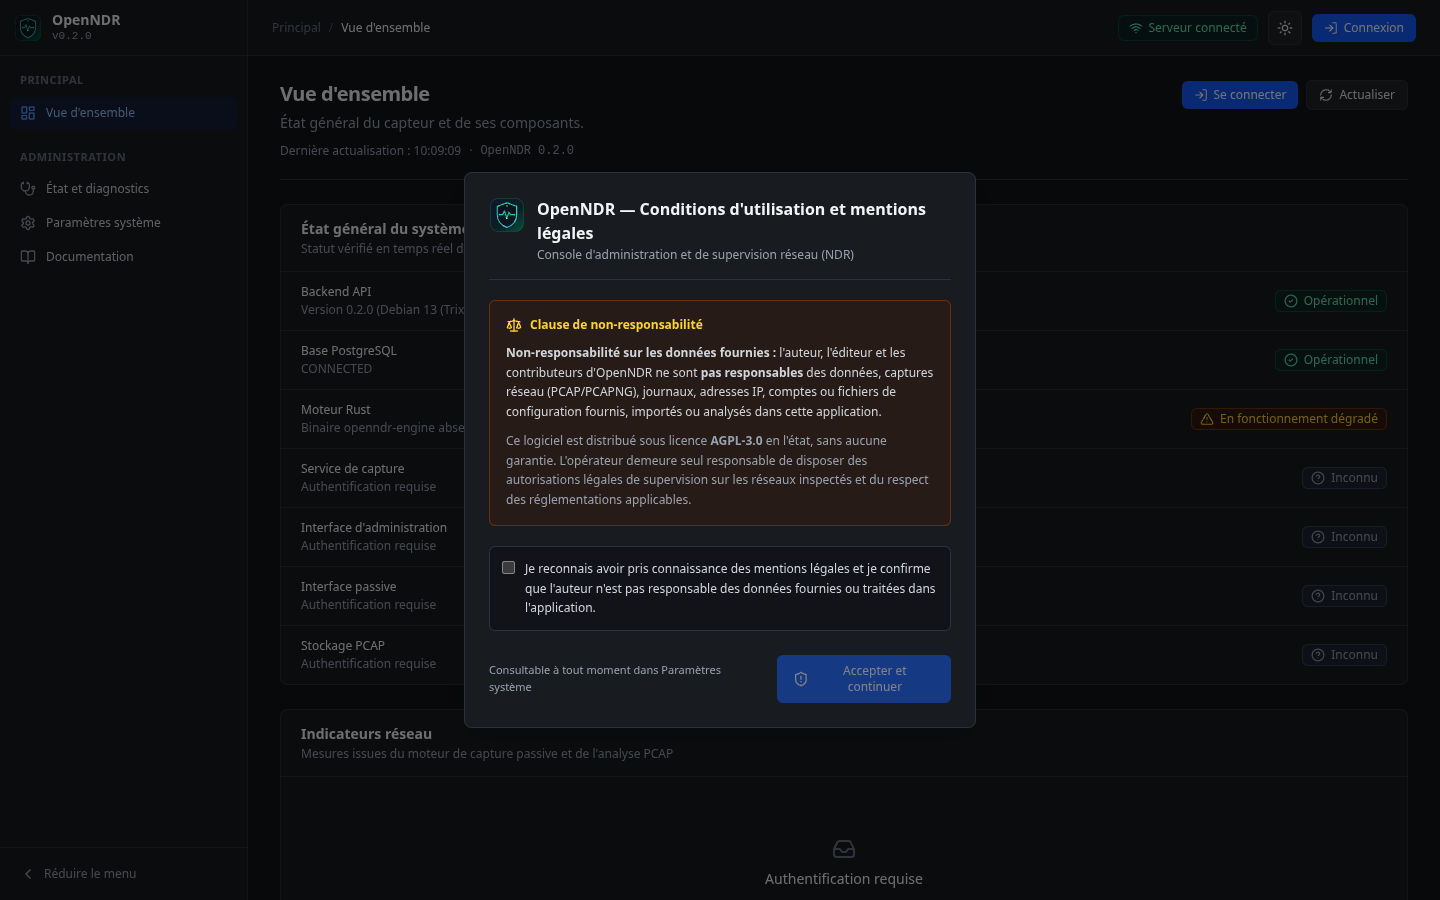 OpenNDR
v0.2.0
PRINCIPAL
Vue d'ensemble
ADMINISTRATION
État et diagnostics
Paramètres système
Documentation
Réduire le menu
Principal / Vue d'ensemble
Serveur connecté
Connexion
Vue d'ensemble
État général du capteur et de ses composants.
Dernière actualisation : 10:09:09 · OpenNDR 0.2.0
Se connecter
Actualiser
État général du système
Statut vérifié en temps réel d
Backend API
Version 0.2.0 (Debian 13 (Trix
Opérationnel
Base PostgreSQL
CONNECTED
Opérationnel
Moteur Rust
Binaire openndr-engine abse
En fonctionnement dégradé
Service de capture
Authentification requise
Inconnu
Interface d'administration
Authentification requise
Inconnu
Interface passive
Authentification requise
Inconnu
Stockage PCAP
Authentification requise
Inconnu
Indicateurs réseau
Mesures issues du moteur de capture passive et de l'analyse PCAP
Authentification requise
OpenNDR — Conditions d'utilisation et mentions
légales
Console d'administration et de supervision réseau (NDR)
Clause de non-responsabilité
Non-responsabilité sur les données fournies : l'auteur, l'éditeur et les
contributeurs d'OpenNDR ne sont pas responsables des données, captures
réseau (PCAP/PCAPNG), journaux, adresses IP, comptes ou fichiers de
configuration fournis, importés ou analysés dans cette application.
Ce logiciel est distribué sous licence AGPL-3.0 en l'état, sans aucune
garantie. L'opérateur demeure seul responsable de disposer des
autorisations légales de supervision sur les réseaux inspectés et du respect
des réglementations applicables.
Je reconnais avoir pris connaissance des mentions légales et je confirme
que l'auteur n'est pas responsable des données fournies ou traitées dans
l'application.
Consultable à tout moment dans Paramètres
système
Accepter et
continuer